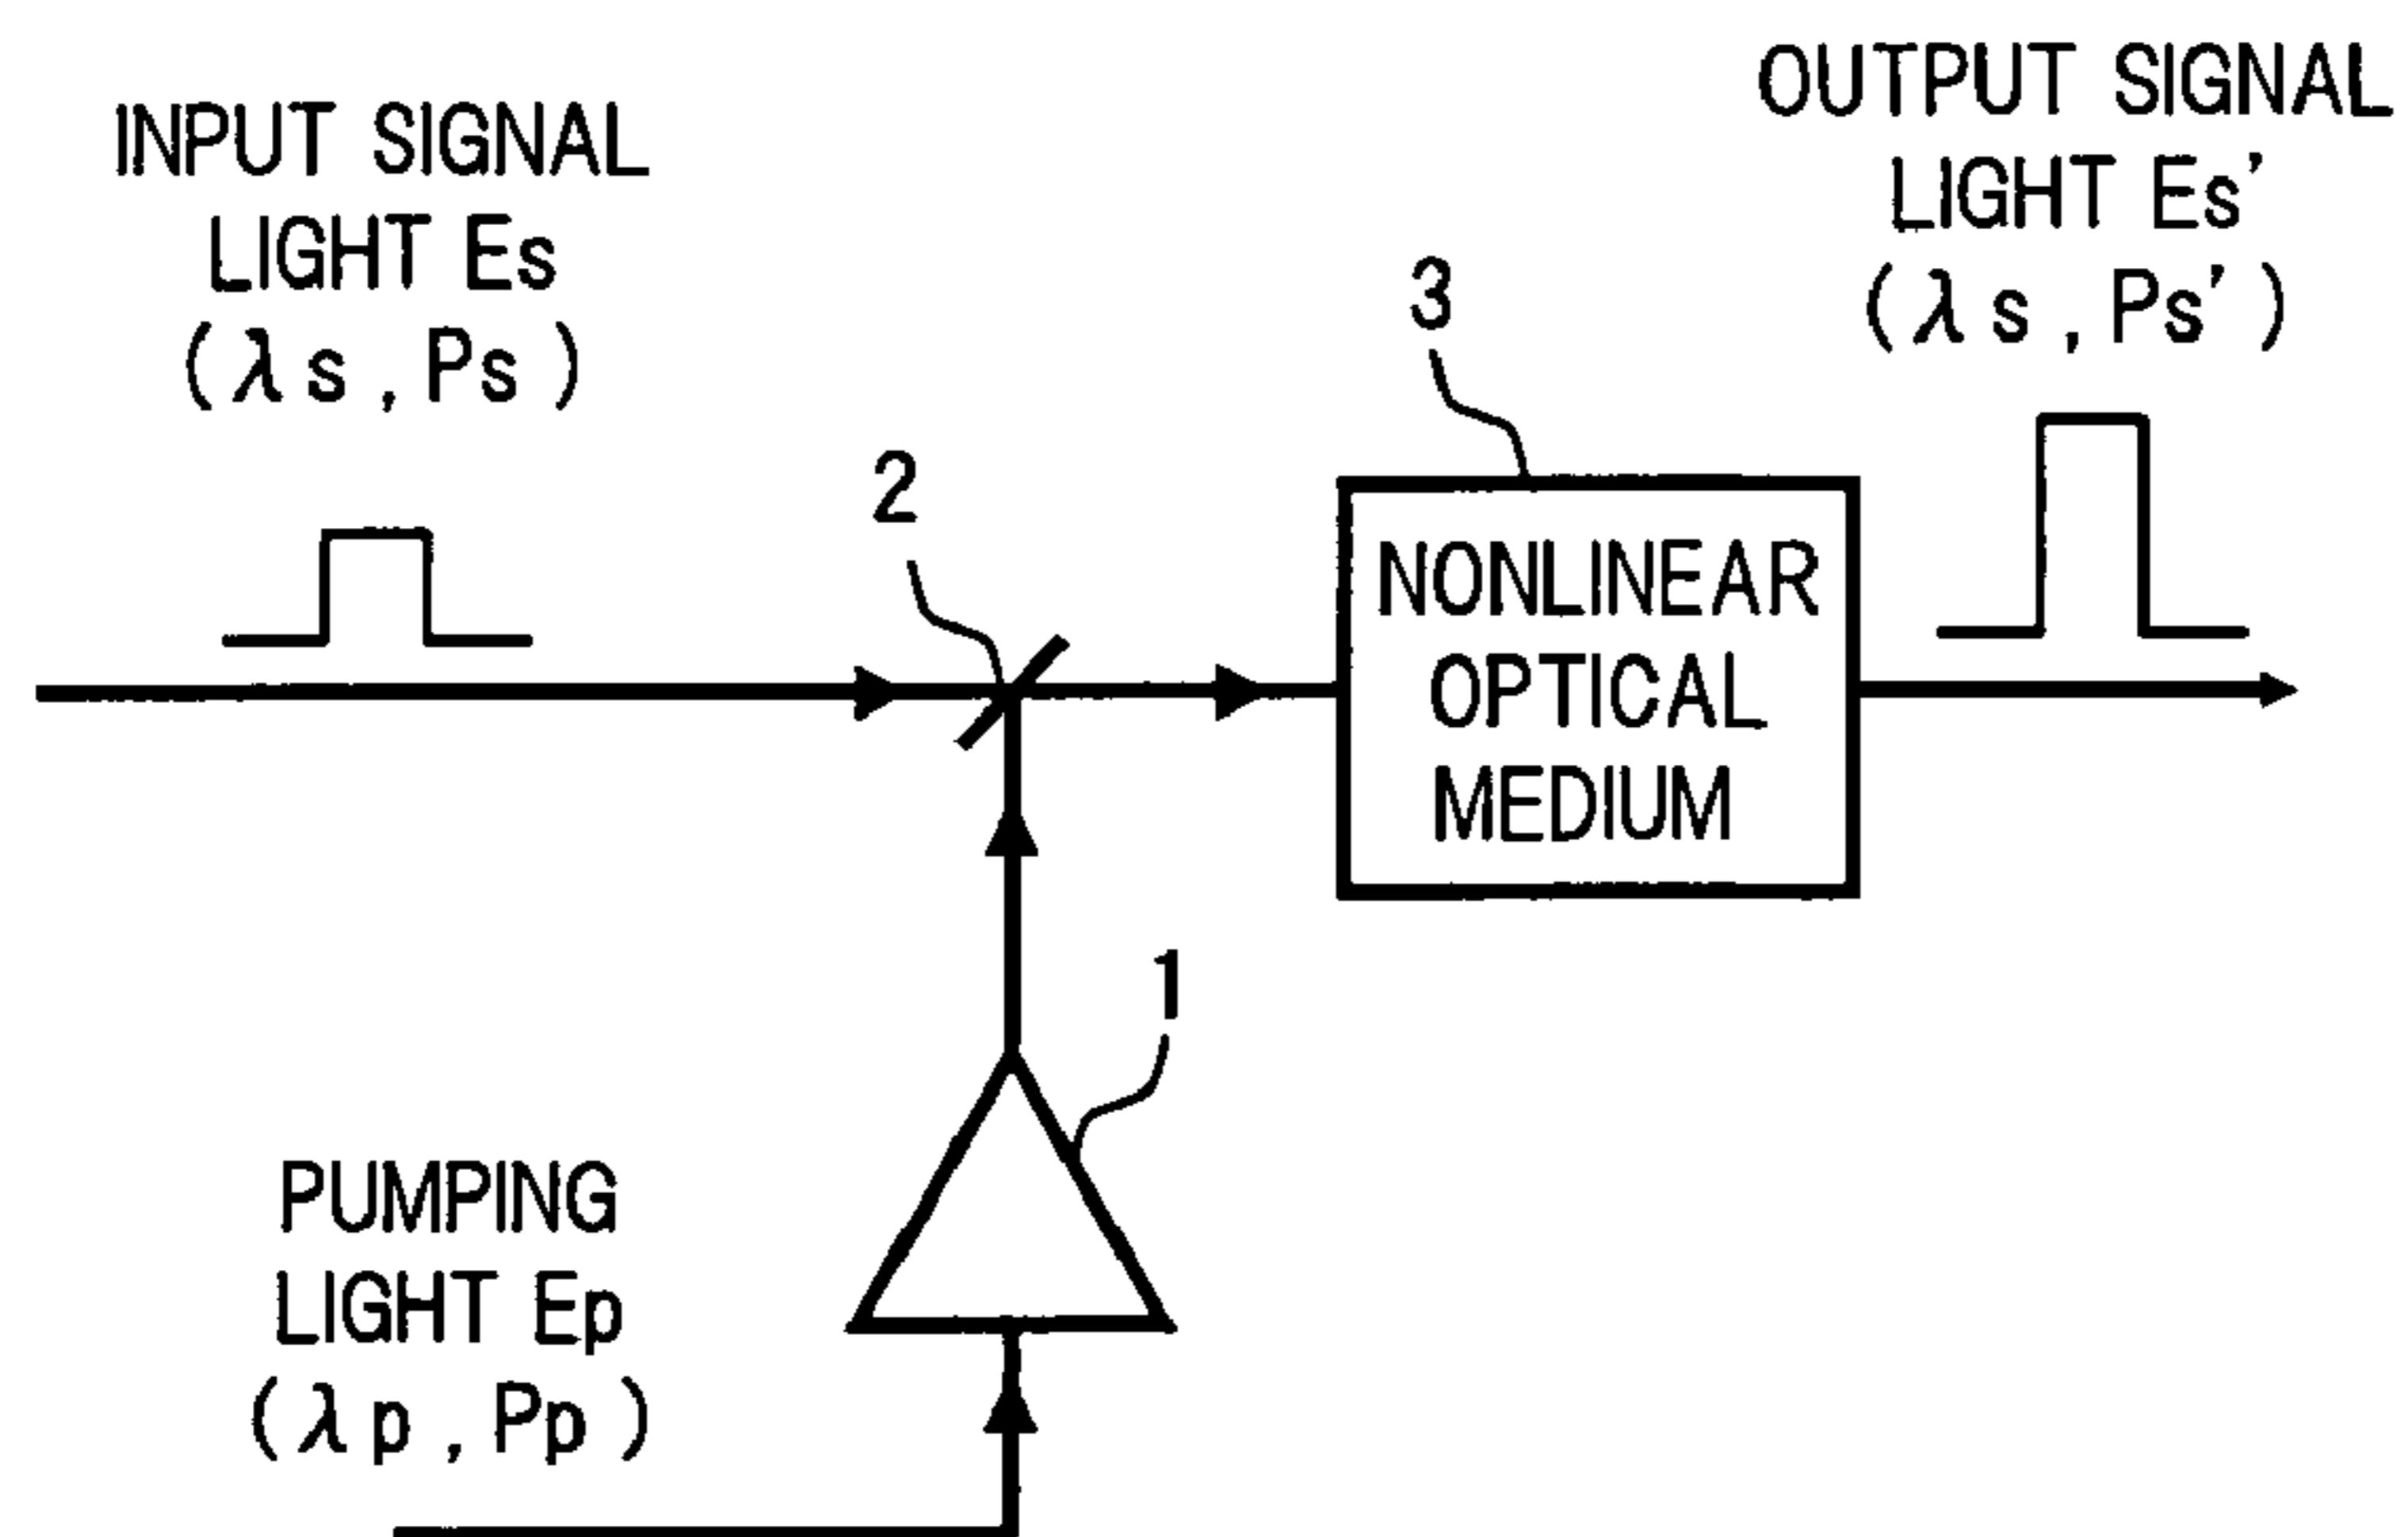 INPUT SIGNAL
LIGHT Es
(λs, Ps)
OUTPUT SIGNAL
LIGHT Es'
(λs, Ps')
3
2
NONLINEAR
OPTICAL
MEDIUM
1
PUMPING
LIGHT Ep
(λp, Pp)